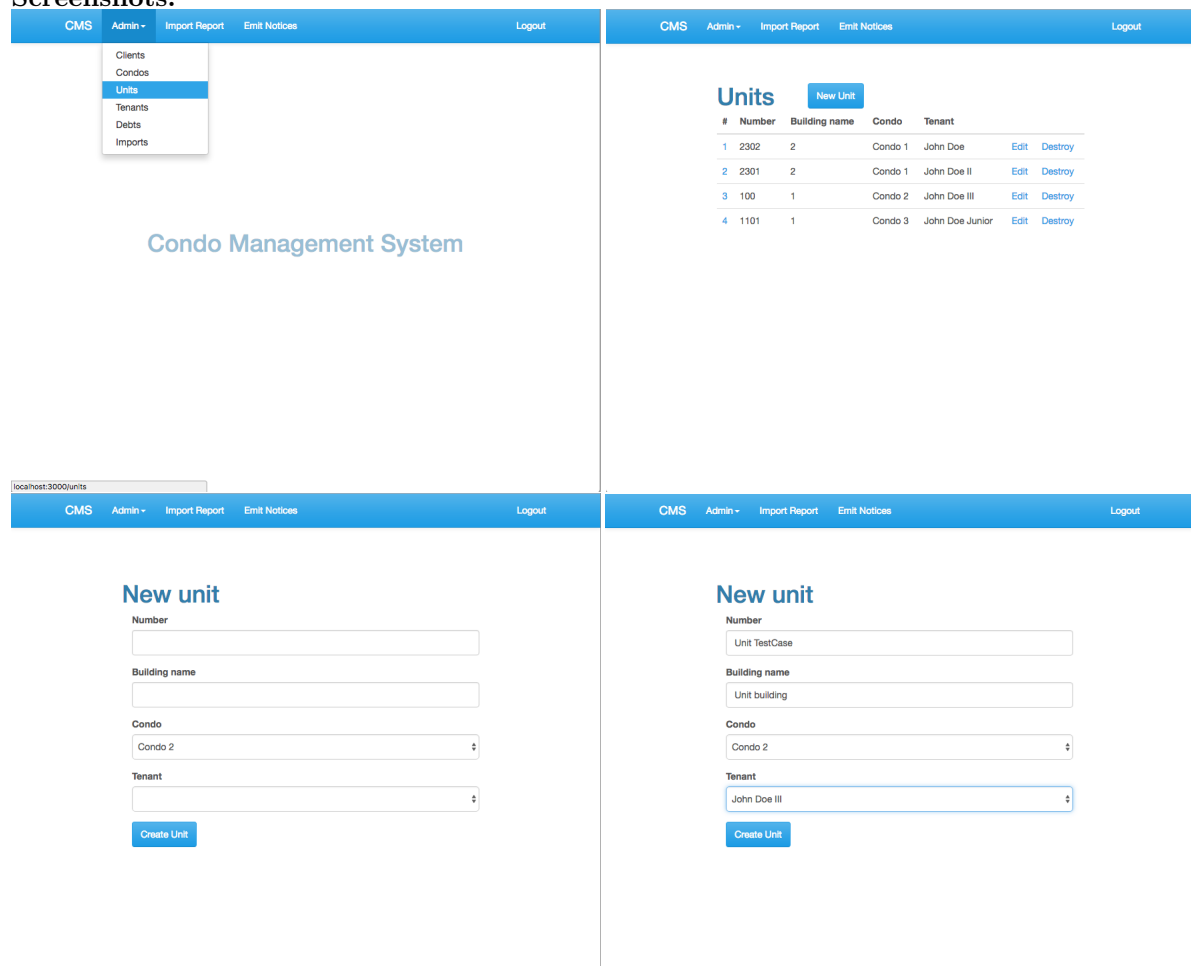 Screenshots:
CMS Admin Import Report Emit Notices Logout
Clients
Condos
Units
Tenants
Debts
Imports
Condo Management System
localhost:3000/units
CMS Admin Import Report Emit Notices Logout
Units New Unit
# Number Building name Condo Tenant
1 2302 2 Condo 1 John Doe Edit Destroy
2 2301 2 Condo 1 John Doe II Edit Destroy
3 100 1 Condo 2 John Doe III Edit Destroy
4 1101 1 Condo 3 John Doe Junior Edit Destroy
CMS Admin Import Report Emit Notices Logout
New unit
Number
Building name
Condo
Condo 2
Tenant
Create Unit
CMS Admin Import Report Emit Notices Logout
New unit
Number
Unit TestCase
Building name
Unit building
Condo
Condo 2
Tenant
John Doe III
Create Unit